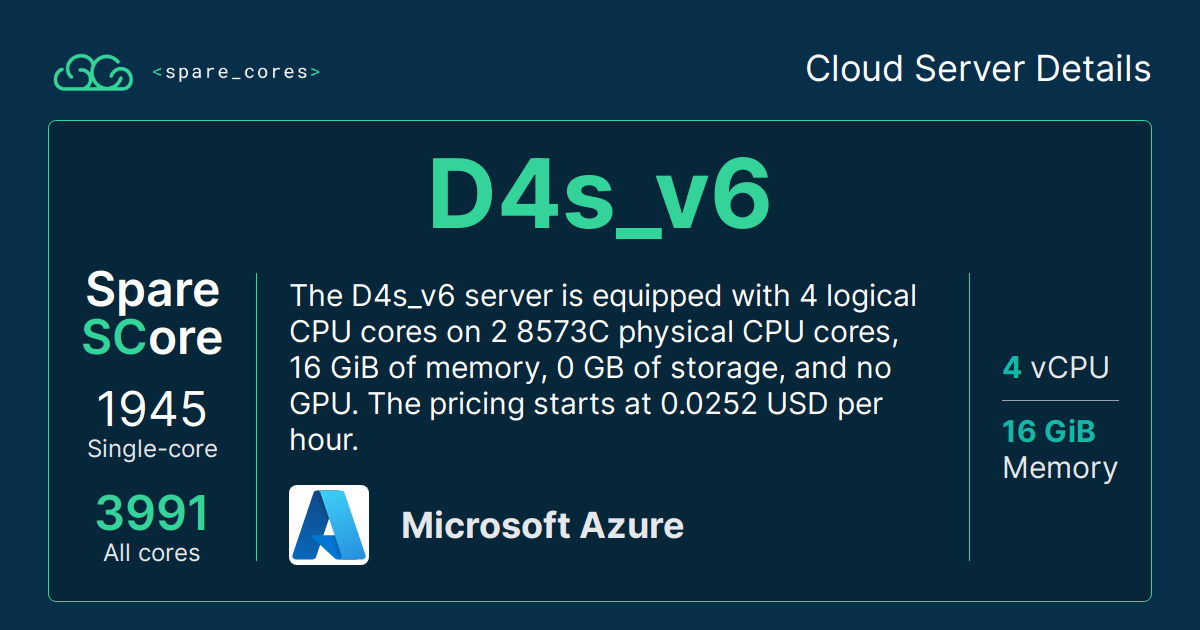 <spare_cores>
Cloud Server Details
D4s_v6
Spare
SCore
1945
Single-core
3991
All cores
The D4s_v6 server is equipped with 4 logical
CPU cores on 2 8573C physical CPU cores,
16 GiB of memory, 0 GB of storage, and no
GPU. The pricing starts at 0.0252 USD per
hour.
Microsoft Azure
4 vCPU
16 GiB
Memory